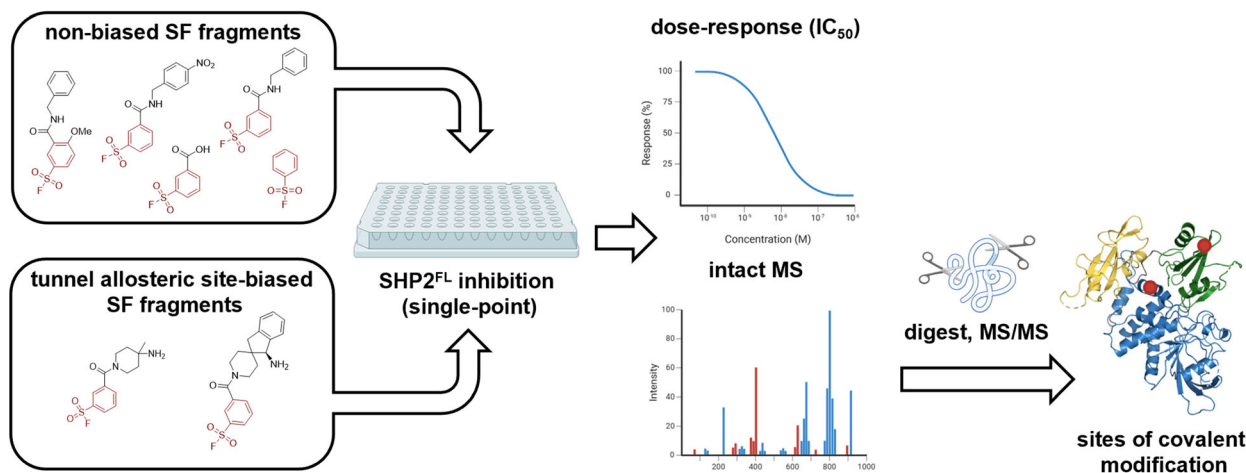 non-biased SF fragments
NO₂
O
NH
O
NH
HN
O
OMe
O
S
O
F
O
S
O
F
O
OH
O
S
F
O
O
S
O
F
O
S
O
F
tunnel allosteric site-biased
SF fragments
NH₂
N
O
O
S
O
F
NH₂
N
O
O
S
O
F
SHP2ᶠᴸ inhibition
(single-point)
dose-response (IC₅₀)
100
75
50
25
0
Response (%)
10⁻¹⁰
10⁻⁹
10⁻⁸
10⁻⁷
10⁻⁶
Concentration (M)
intact MS
100
80
60
40
20
0
Intensity
200
400
600
800
1000
digest, MS/MS
sites of covalent
modification